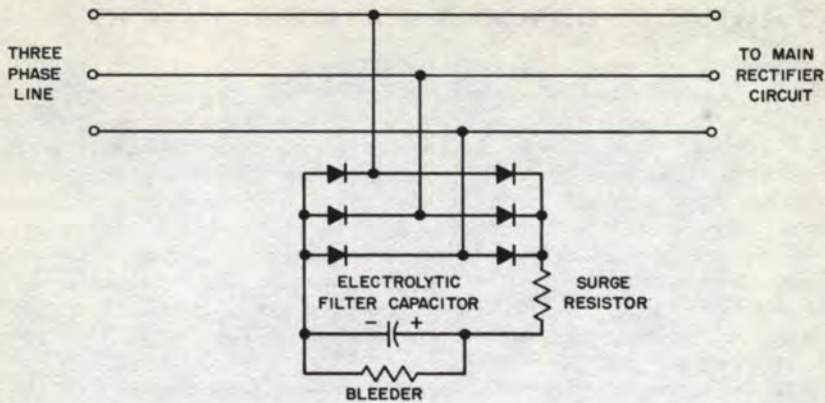 THREE
PHASE
LINE
TO MAIN
RECTIFIER
CIRCUIT
ELECTROLYTIC
FILTER CAPACITOR
SURGE
RESISTOR
- +
BLEEDER